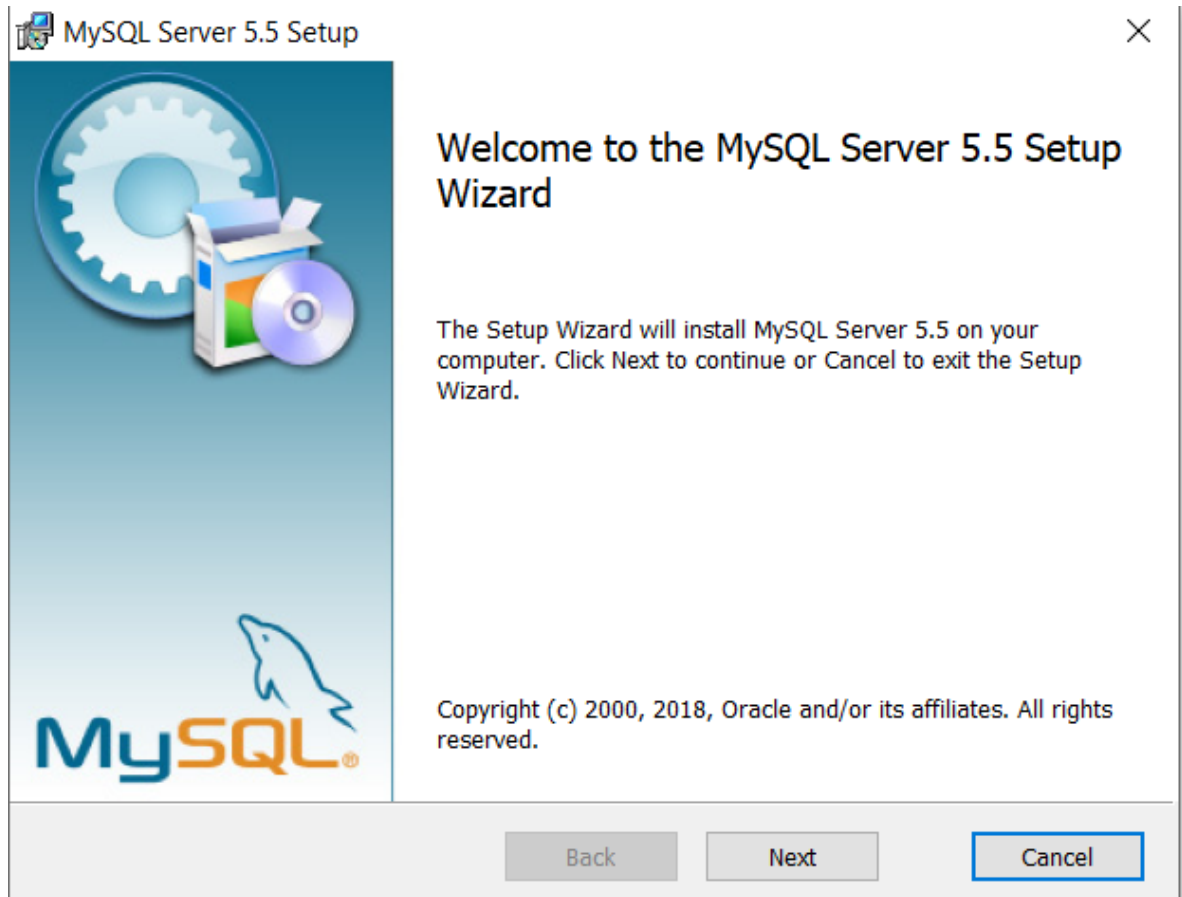 MySQL Server 5.5 Setup
Welcome to the MySQL Server 5.5 Setup
Wizard
The Setup Wizard will install MySQL Server 5.5 on your
computer. Click Next to continue or Cancel to exit the Setup
Wizard.
Copyright (c) 2000, 2018, Oracle and/or its affiliates. All rights
reserved.
MySQL®
Back
Next
Cancel